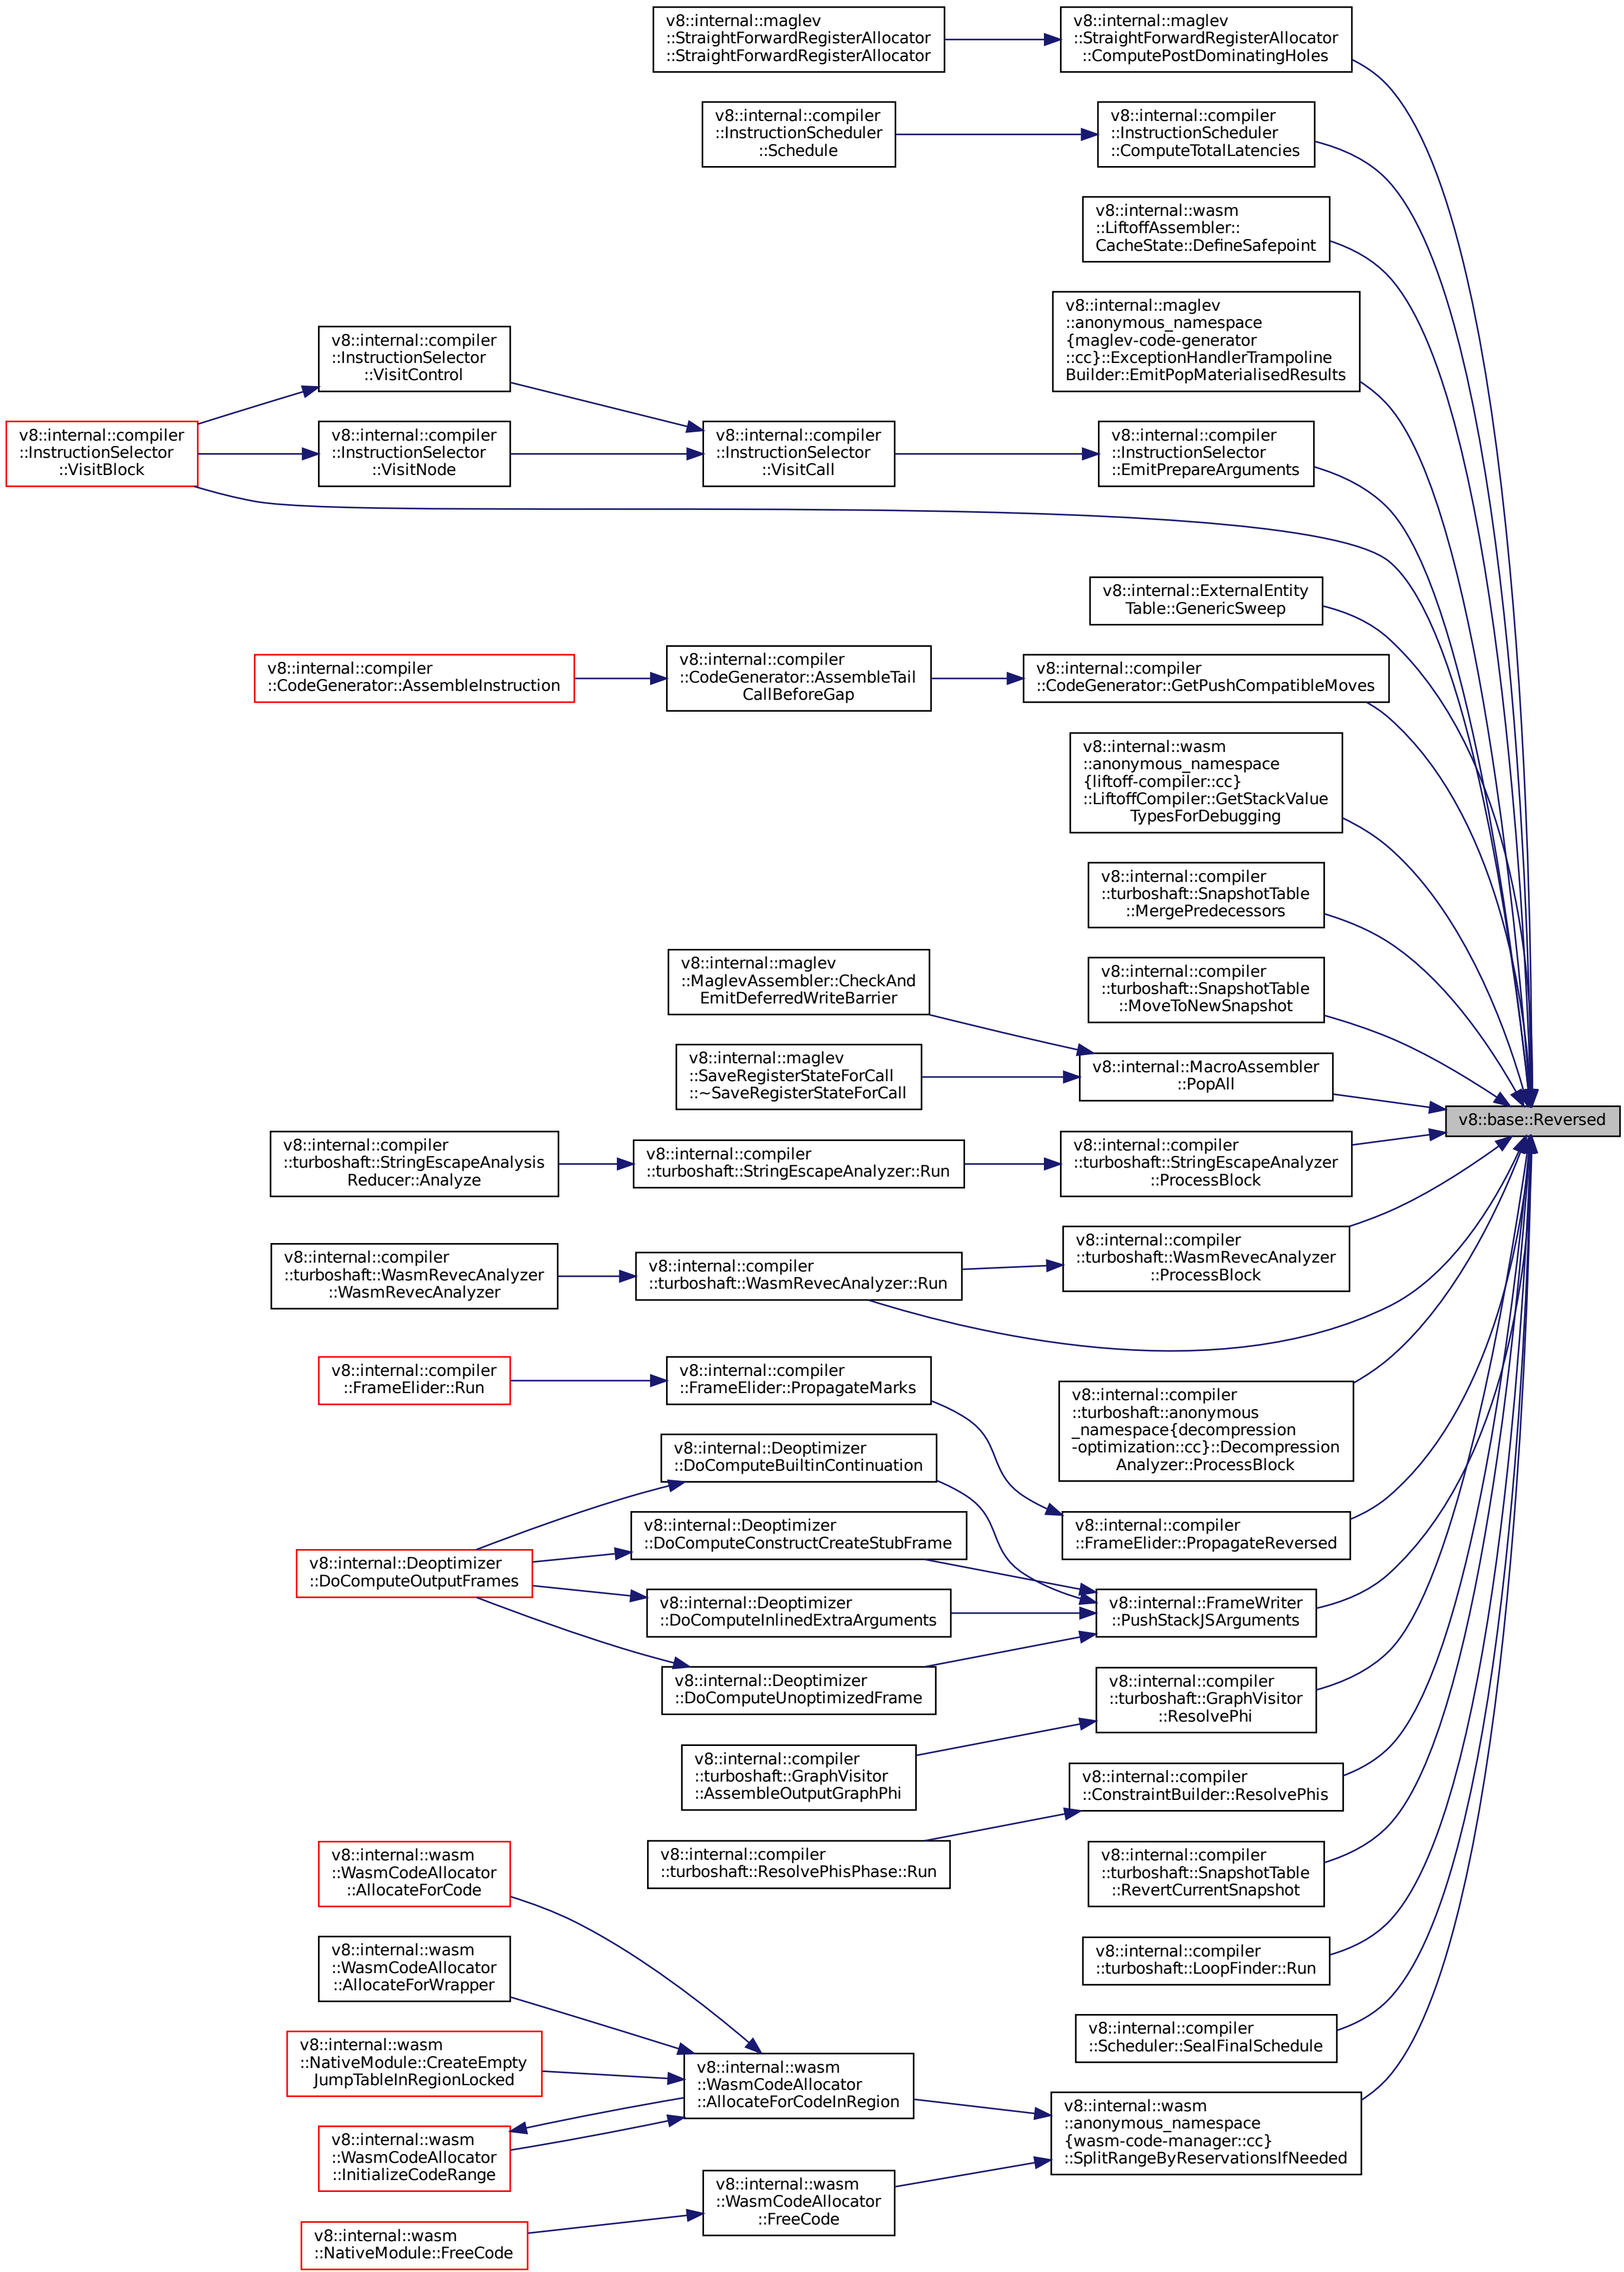 v8::internal::maglev
::StraightForwardRegisterAllocator
::StraightForwardRegisterAllocator
v8::internal::maglev
::StraightForwardRegisterAllocator
::ComputePostDominatingHoles
v8::internal::compiler
::InstructionScheduler
::Schedule
v8::internal::compiler
::InstructionScheduler
::ComputeTotalLatencies
v8::internal::wasm
::LiftoffAssembler::
CacheState::DefineSafepoint
v8::internal::maglev
::anonymous_namespace
{maglev-code-generator
::cc}::ExceptionHandlerTrampoline
Builder::EmitPopMaterialisedResults
v8::internal::compiler
::InstructionSelector
::VisitControl
v8::internal::compiler
::InstructionSelector
::VisitBlock
v8::internal::compiler
::InstructionSelector
::VisitNode
v8::internal::compiler
::InstructionSelector
::VisitCall
v8::internal::compiler
::InstructionSelector
::EmitPrepareArguments
v8::internal::ExternalEntity
Table::GenericSweep
v8::internal::compiler
::CodeGenerator::AssembleInstruction
v8::internal::compiler
::CodeGenerator::AssembleTail
CallBeforeGap
v8::internal::compiler
::CodeGenerator::GetPushCompatibleMoves
v8::internal::wasm
::anonymous_namespace
{liftoff-compiler::cc}
::LiftoffCompiler::GetStackValue
TypesForDebugging
v8::internal::compiler
::turboshaft::SnapshotTable
::MergePredecessors
v8::internal::maglev
::MaglevAssembler::CheckAnd
EmitDeferredWriteBarrier
v8::internal::compiler
::turboshaft::SnapshotTable
::MoveToNewSnapshot
v8::internal::maglev
::SaveRegisterStateForCall
::~SaveRegisterStateForCall
v8::internal::MacroAssembler
::PopAll
v8::base::Reversed
v8::internal::compiler
::turboshaft::StringEscapeAnalysis
Reducer::Analyze
v8::internal::compiler
::turboshaft::StringEscapeAnalyzer::Run
v8::internal::compiler
::turboshaft::StringEscapeAnalyzer
::ProcessBlock
v8::internal::compiler
::turboshaft::WasmRevecAnalyzer
::WasmRevecAnalyzer
v8::internal::compiler
::turboshaft::WasmRevecAnalyzer::Run
v8::internal::compiler
::turboshaft::WasmRevecAnalyzer
::ProcessBlock
v8::internal::compiler
::FrameElider::Run
v8::internal::compiler
::FrameElider::PropagateMarks
v8::internal::compiler
::turboshaft::anonymous
_namespace{decompression
-optimization::cc}::Decompression
Analyzer::ProcessBlock
v8::internal::Deoptimizer
::DoComputeBuiltinContinuation
v8::internal::Deoptimizer
::DoComputeConstructCreateStubFrame
v8::internal::compiler
::FrameElider::PropagateReversed
v8::internal::Deoptimizer
::DoComputeOutputFrames
v8::internal::Deoptimizer
::DoComputeInlinedExtraArguments
v8::internal::FrameWriter
::PushStackJSArguments
v8::internal::Deoptimizer
::DoComputeUnoptimizedFrame
v8::internal::compiler
::turboshaft::GraphVisitor
::ResolvePhi
v8::internal::compiler
::turboshaft::GraphVisitor
::AssembleOutputGraphPhi
v8::internal::compiler
::ConstraintBuilder::ResolvePhis
v8::internal::compiler
::turboshaft::ResolvePhisPhase::Run
v8::internal::compiler
::turboshaft::SnapshotTable
::RevertCurrentSnapshot
v8::internal::wasm
::WasmCodeAllocator
::AllocateForCode
v8::internal::wasm
::WasmCodeAllocator
::AllocateForWrapper
v8::internal::compiler
::turboshaft::LoopFinder::Run
v8::internal::compiler
::Scheduler::SealFinalSchedule
v8::internal::wasm
::NativeModule::CreateEmpty
JumpTableInRegionLocked
v8::internal::wasm
::WasmCodeAllocator
::AllocateForCodeInRegion
v8::internal::wasm
::anonymous_namespace
{wasm-code-manager::cc}
::SplitRangeByReservationsIfNeeded
v8::internal::wasm
::WasmCodeAllocator
::InitializeCodeRange
v8::internal::wasm
::WasmCodeAllocator
::FreeCode
v8::internal::wasm
::NativeModule::FreeCode